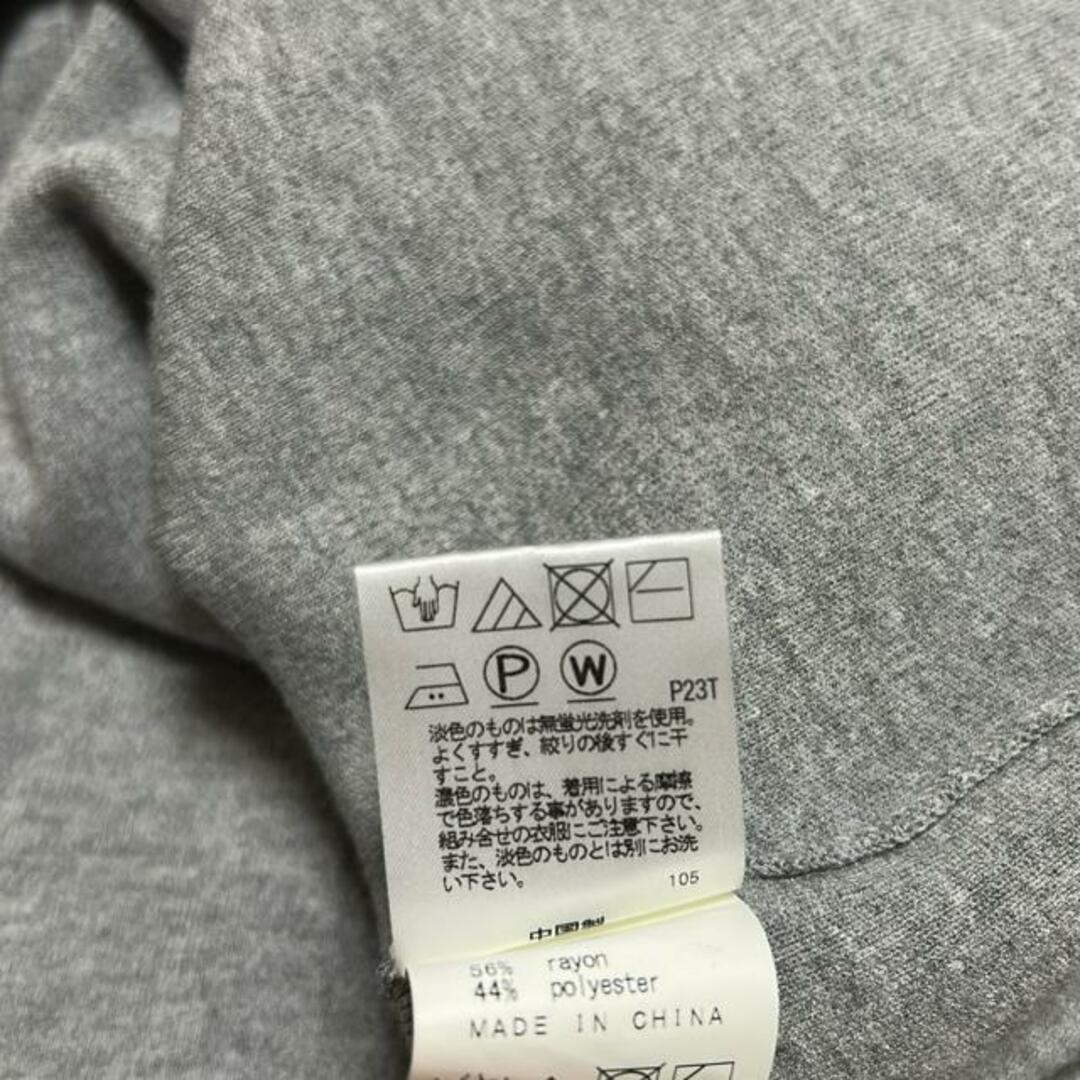 P
W
P23T
淡色のものは無蛍光洗剤を使用。
よくすすぎ、絞りの後すぐに干
すこと。
濃色のものは、着用による摩擦
で色落ちする事がありますので、
組み合せの衣服にご注意下さい。
また、淡色のものとは別にお洗
い下さい。
105
中国製
56% rayon
44% polyester
MADE IN CHINA